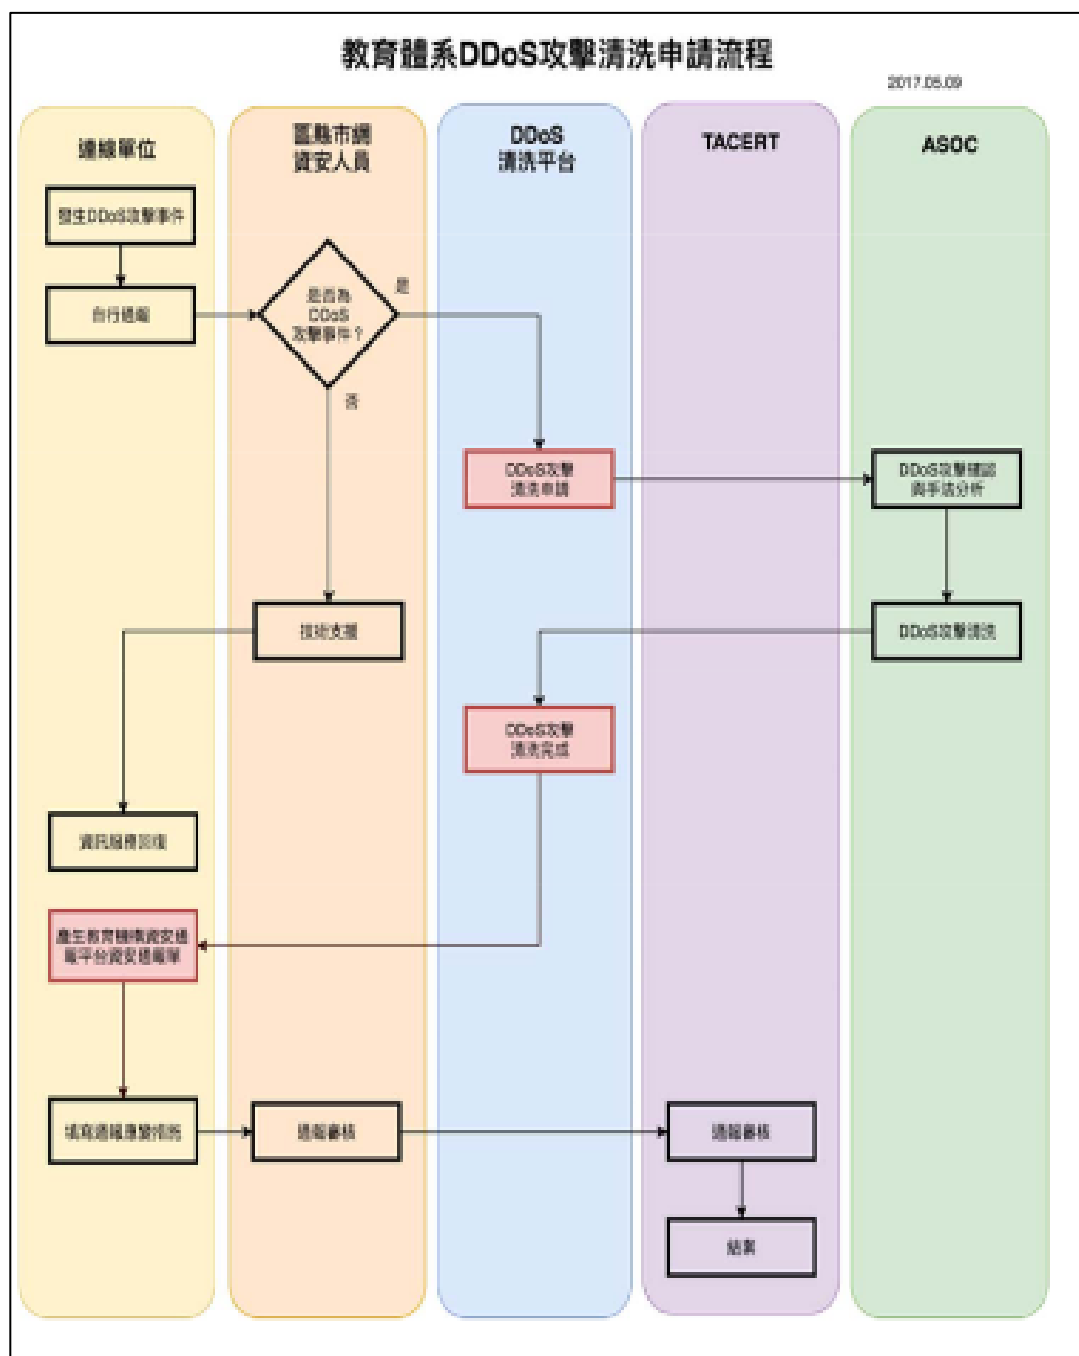 教育體系DDoS攻擊清洗申請流程
2017.05.09
連線單位
區縣市網
資安人員
DDoS
清洗平台
TACERT
ASOC
發生DDoS攻擊事件
自行通報
是否為
DDoS
攻擊事件？
是
否
DDoS攻擊
清洗申請
DDoS攻擊確認
與手法分析
技術支援
DDoS攻擊清洗
DDoS攻擊
清洗完成
資訊服務回復
產生教育機構資安通
報平台資安通報單
填寫通報應變措施
通報審核
通報審核
結案